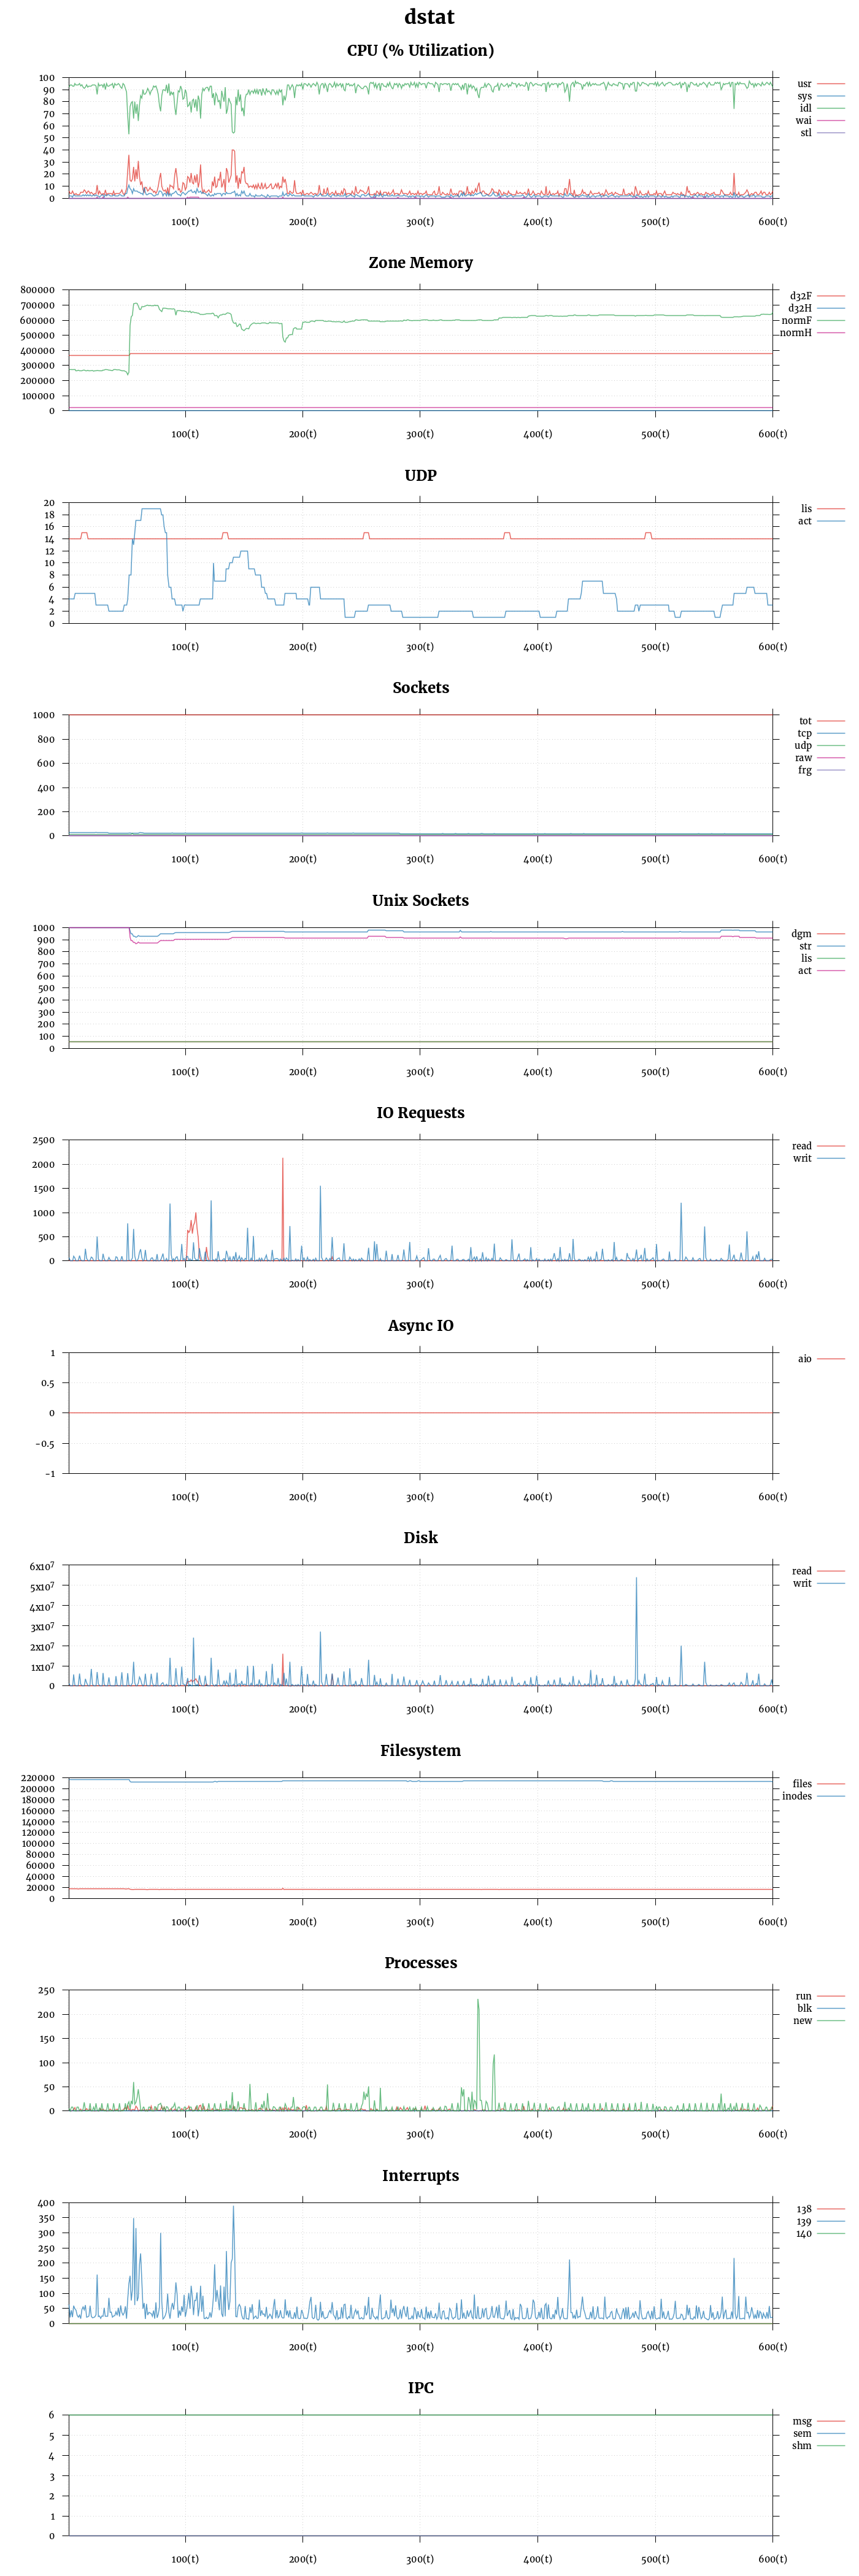 dstat
CPU (% Utilization)
100
90
80
70
60
50
40
30
20
10
0
usr
sys
idl
wai
stl
100(t) 200(t) 300(t) 400(t) 500(t) 600(t)
Zone Memory
800000
700000
600000
500000
400000
300000
200000
100000
0
d32F
d32H
normF
normH
100(t) 200(t) 300(t) 400(t) 500(t) 600(t)
UDP
20
18
16
14
12
10
8
6
4
2
0
lis
act
100(t) 200(t) 300(t) 400(t) 500(t) 600(t)
Sockets
1000
800
600
400
200
0
tot
tcp
udp
raw
frg
100(t) 200(t) 300(t) 400(t) 500(t) 600(t)
Unix Sockets
1000
900
800
700
600
500
400
300
200
100
0
dgm
str
lis
act
100(t) 200(t) 300(t) 400(t) 500(t) 600(t)
IO Requests
2500
2000
1500
1000
500
0
read
writ
100(t) 200(t) 300(t) 400(t) 500(t) 600(t)
Async IO
1
0.5
0
-0.5
-1
aio
100(t) 200(t) 300(t) 400(t) 500(t) 600(t)
Disk
6x10⁷
5x10⁷
4x10⁷
3x10⁷
2x10⁷
1x10⁷
0
read
writ
100(t) 200(t) 300(t) 400(t) 500(t) 600(t)
Filesystem
220000
200000
180000
160000
140000
120000
100000
80000
60000
40000
20000
0
files
inodes
100(t) 200(t) 300(t) 400(t) 500(t) 600(t)
Processes
250
200
150
100
50
0
run
blk
new
100(t) 200(t) 300(t) 400(t) 500(t) 600(t)
Interrupts
400
350
300
250
200
150
100
50
0
138
139
140
100(t) 200(t) 300(t) 400(t) 500(t) 600(t)
IPC
6
5
4
3
2
1
0
msg
sem
shm
100(t) 200(t) 300(t) 400(t) 500(t) 600(t)